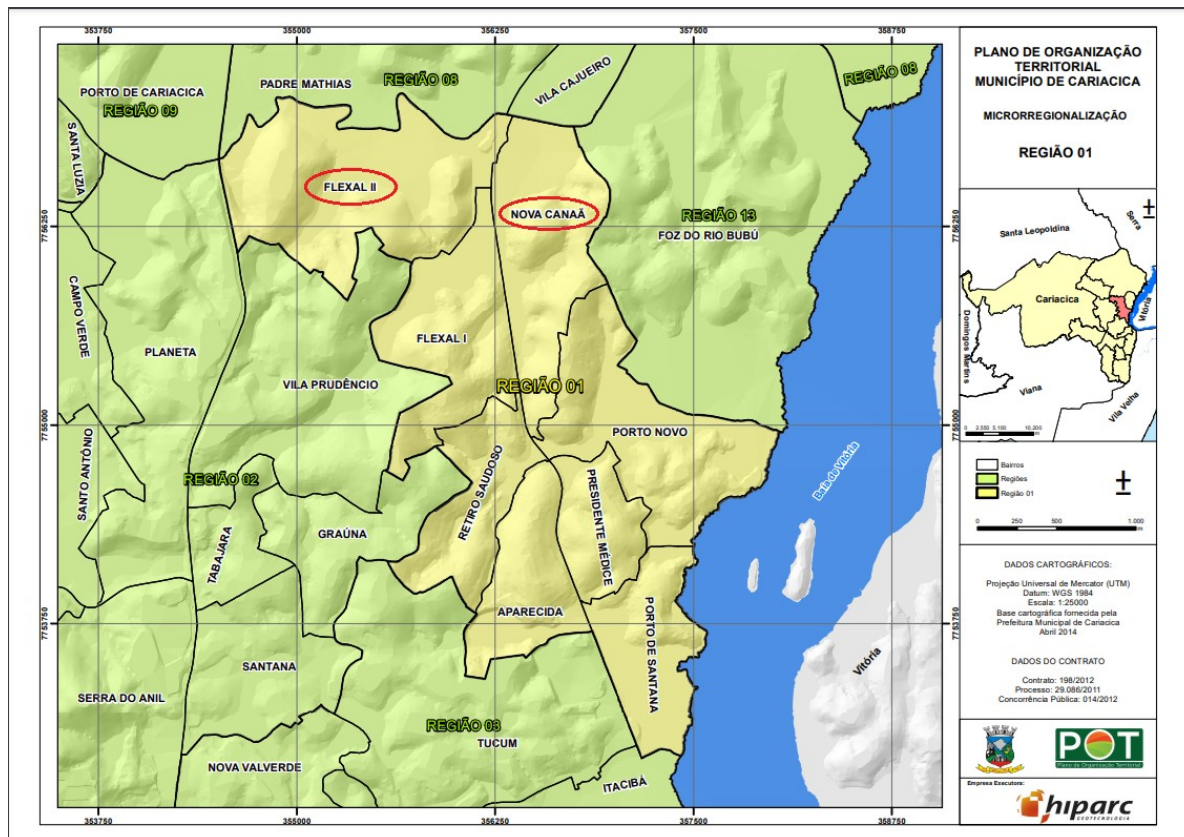 353750
355000
356250
357500
358750
PORTO DE CARIACICA
REGIÃO 09
PADRE MATHIAS
REGIÃO 08
VILA CAJUEIRO
REGIÃO 08
SANTA LUZIA
FLEXAL II
NOVA CANAÃ
REGIÃO 13
FOZ DO RIO BUBÚ
7756250
7756250
CAMPO VERDE
PLANETA
FLEXAL I
VILA PRUDÊNCIO
REGIÃO 01
7755000
7755000
PORTO NOVO
SANTO ANTÔNIO
REGIÃO 02
RETIRO SAUDOSO
PRESIDENTE MÉDICE
Baia de Vitória
TABAJARA
GRAÚNA
APARECIDA
7753750
7753750
PORTO DE SANTANA
SANTANA
SERRA DO ANIL
Vitória
REGIÃO 03
TUCUM
NOVA VALVERDE
ITACIBÁ
353750
355000
356250
357500
358750
PLANO DE ORGANIZAÇÃO
TERRITORIAL
MUNICÍPIO DE CARIACICA
MICRORREGIONALIZAÇÃO
REGIÃO 01
Santa Leopoldina
Serra
Cariacica
Vitória
Domingos Martins
Viana
Vila Velha
0 2.550 5.100 10.200
m
Bairros
Regiões
Região 01
0 250 500 1.000
m
DADOS CARTOGRÁFICOS:
Projeção Universal de Mercator (UTM)
Datum: WGS 1984
Escala: 1:25000
Base cartográfica fornecida pela
Prefeitura Municipal de Cariacica
Abril 2014
DADOS DO CONTRATO
Contrato: 198/2012
Processo: 29.086/2011
Concorrência Pública: 014/2012
POT
Plano de Organização Territorial
Empresa Executora:
hiparc
GEOTECNOLOGIA